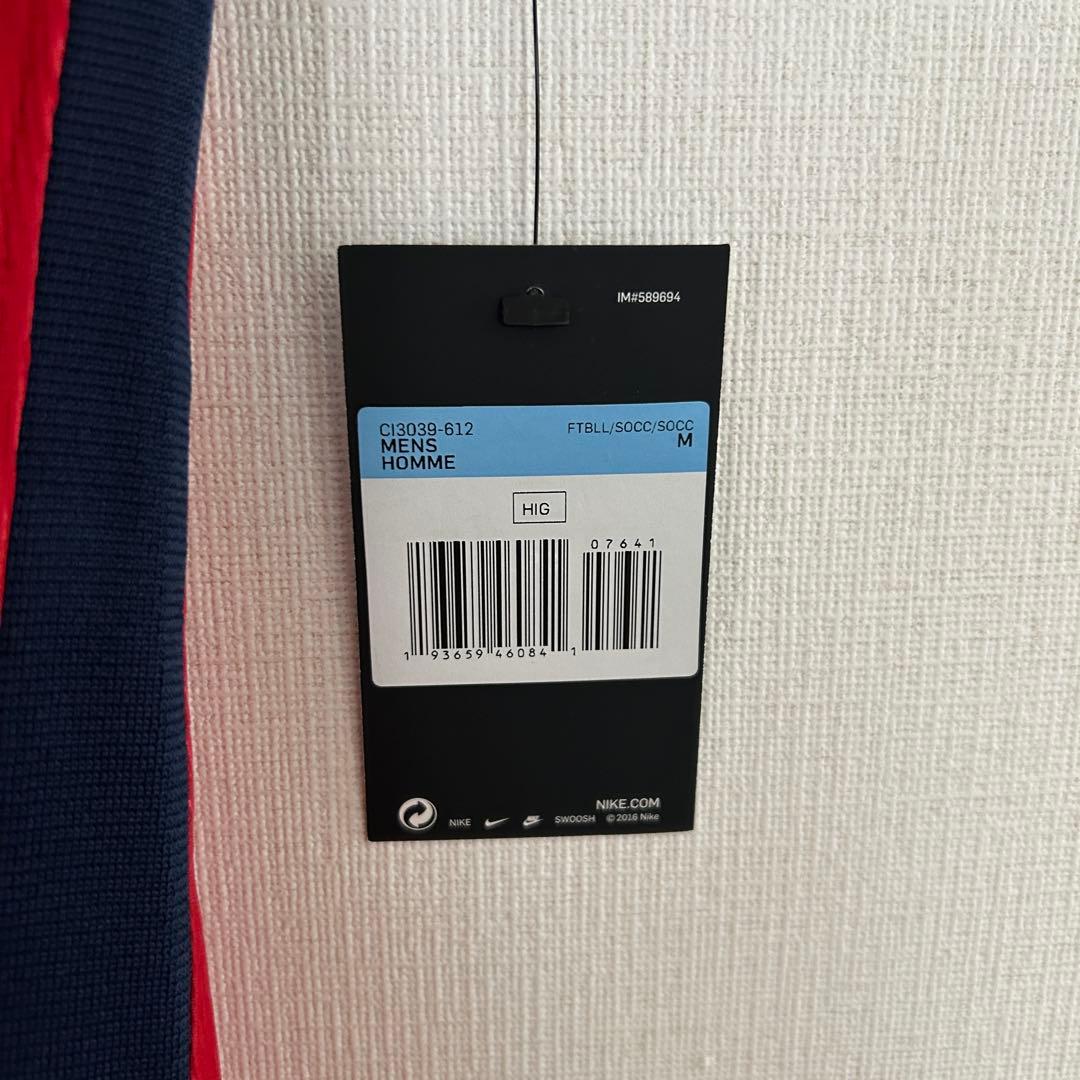 IM#589694
CI3039-612 FTBLL/SOCC/SOCC
MENS M
HOMME
HIG
07641
1 93659 46084 1
NIKE.COM
NIKE SWOOSH © 2016 Nike